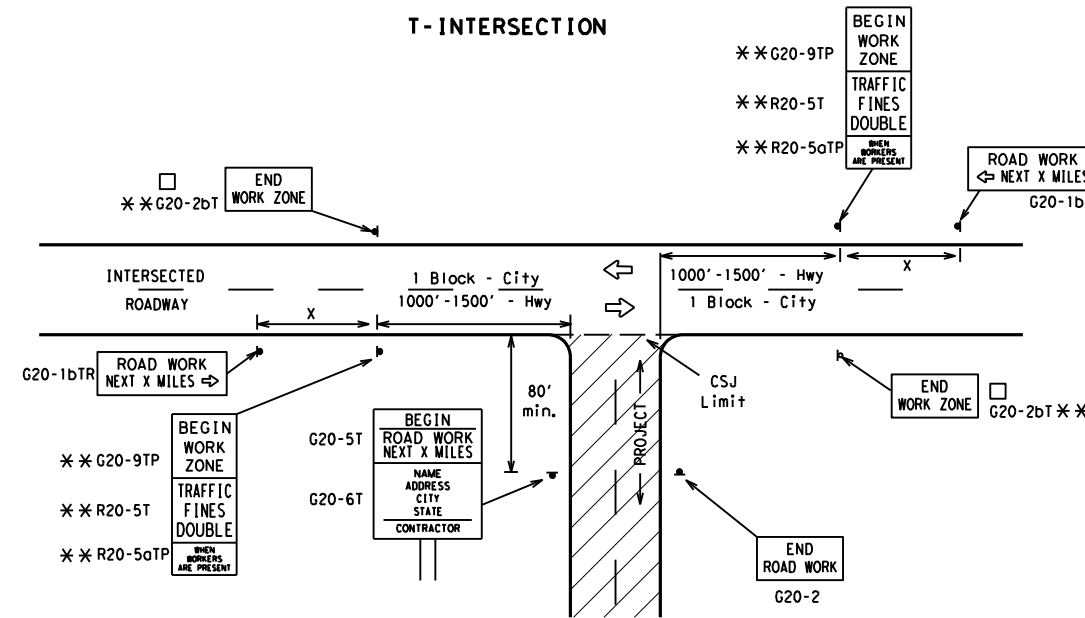 T-INTERSECTION
BEGIN
WORK
ZONE
** G20-9TP
TRAFFIC
FINES
DOUBLE
** R20-5T
WHEN
WORKERS
ARE PRESENT
** R20-5aTP
ROAD WORK
⇦ NEXT X MILES
G20-1b
END
WORK ZONE
□
** G20-2bT
INTERSECTED
ROADWAY
1 Block - City
1000'-1500' - Hwy
X
1000'-1500' - Hwy
1 Block - City
X
G20-1bTR
ROAD WORK
NEXT X MILES ⇨
80'
min.
CSJ
Limit
PROJECT
END
WORK ZONE
□
G20-2bT **
BEGIN
WORK
ZONE
** G20-9TP
TRAFFIC
FINES
DOUBLE
** R20-5T
WHEN
WORKERS
ARE PRESENT
** R20-5aTP
G20-5T
BEGIN
ROAD WORK
NEXT X MILES
G20-6T
NAME
ADDRESS
CITY
STATE
CONTRACTOR
END
ROAD WORK
G20-2